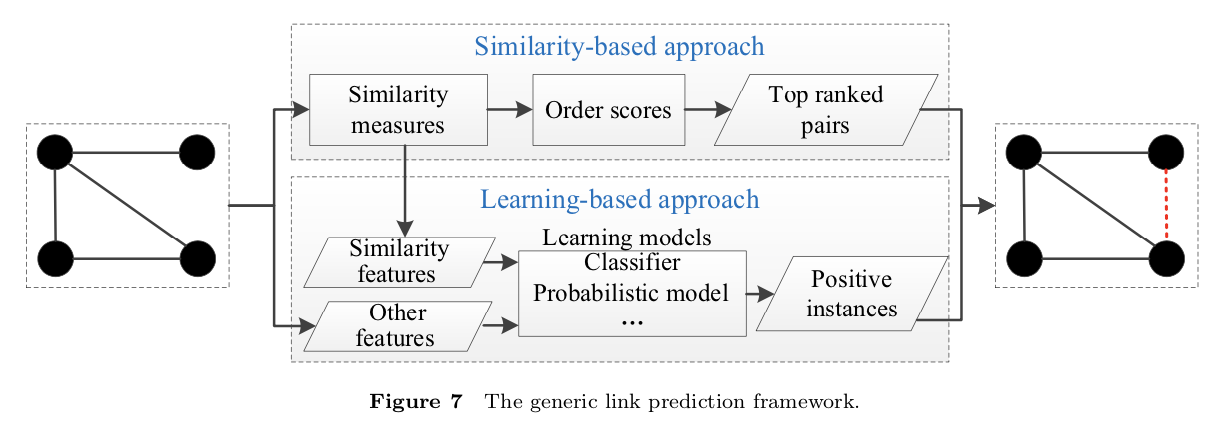 Similarity-based approach
Similarity
measures
Order scores
Top ranked
pairs
Learning-based approach
Similarity
features
Other
features
Learning models
Classifier
Probabilistic model
...
Positive
instances
Figure 7 The generic link prediction framework.